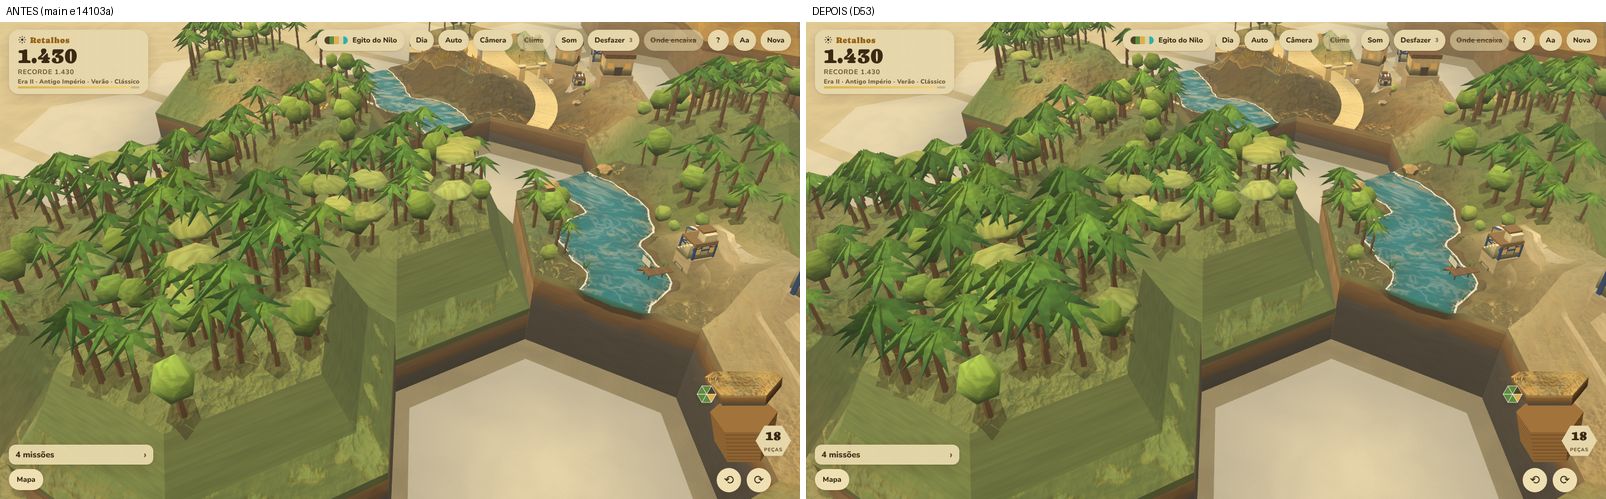 ANTES (main e14103a)
Retalhos
1.430
RECORDE 1.430
Era II · Antigo Império · Verão · Clássico
Egito do Nilo
Dia
Auto
Câmera
Clima
Som
Desfazer 3
Onde encaixa
?
Aa
Nova
4 missões ›
Mapa
18
PEÇAS
DEPOIS (D53)
Retalhos
1.430
RECORDE 1.430
Era II · Antigo Império · Verão · Clássico
Egito do Nilo
Dia
Auto
Câmera
Clima
Som
Desfazer 3
Onde encaixa
?
Aa
Nova
4 missões ›
Mapa
18
PEÇAS